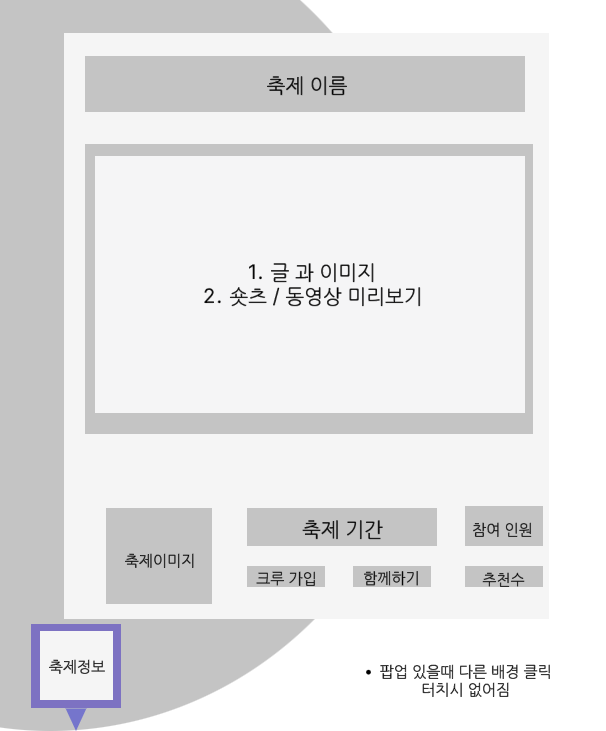 축제 이름
1. 글 과 이미지
2. 숏츠 / 동영상 미리보기
축제이미지
축제 기간
참여 인원
크루 가입
함께하기
추천수
축제정보
• 팝업 있을때 다른 배경 클릭
터치시 없어짐